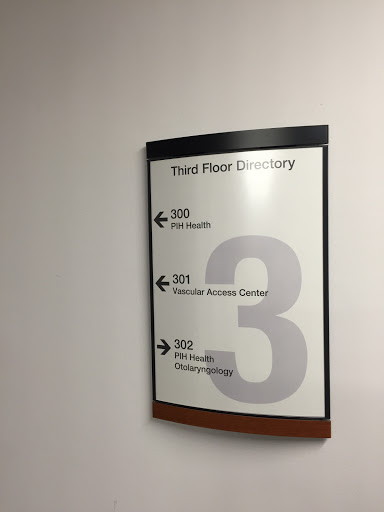 Third Floor Directory
300
PIH Health
301
Vascular Access Center
302
PIH Health
Otolaryngology
3